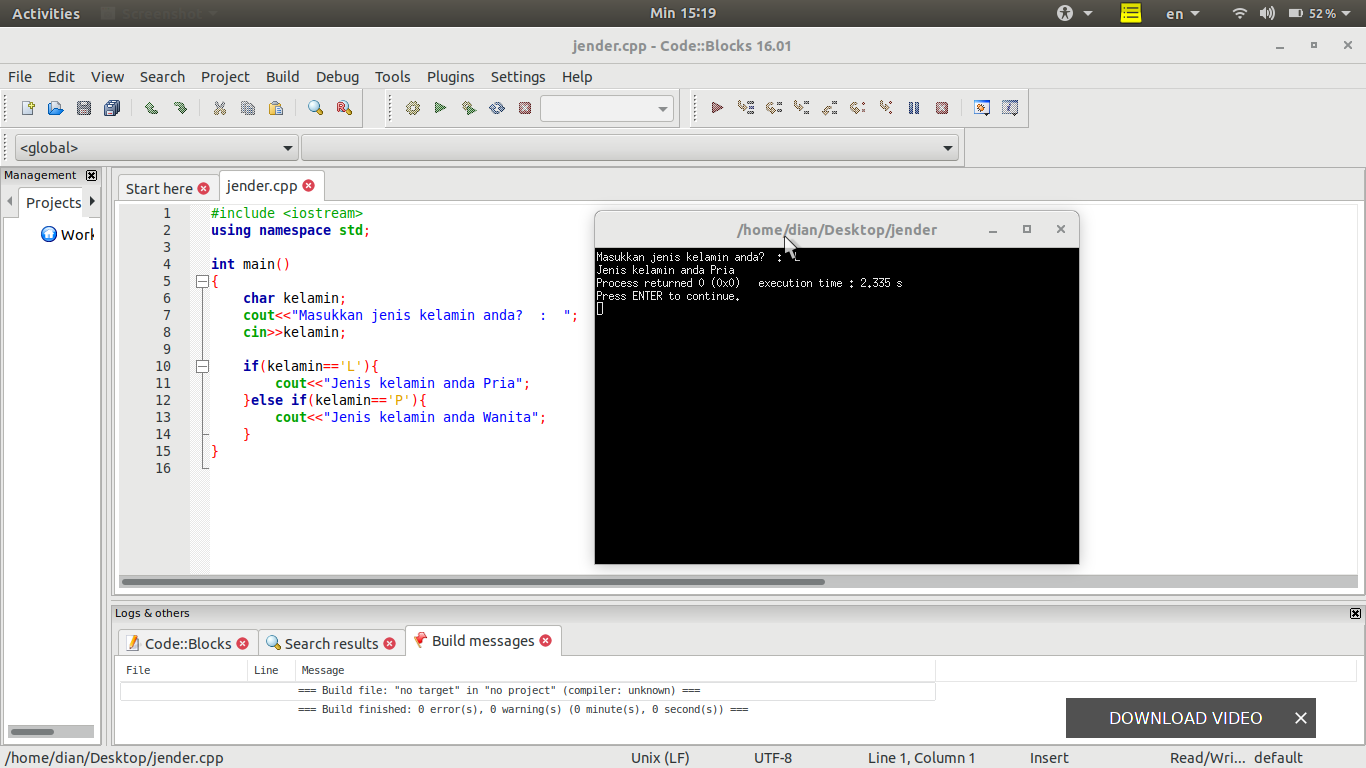 Activities Screenshot Min 15:19 en 52 %
jender.cpp - Code::Blocks 16.01
File Edit View Search Project Build Debug Tools Plugins Settings Help
<global>
Management
Projects
Work
Start here jender.cpp
1 #include <iostream>
2 using namespace std;
3
4 int main()
5 {
6 char kelamin;
7 cout<<"Masukkan jenis kelamin anda?  :  ";
8 cin>>kelamin;
9
10 if(kelamin=='L'){
11 cout<<"Jenis kelamin anda Pria";
12 }else if(kelamin=='P'){
13 cout<<"Jenis kelamin anda Wanita";
14 }
15 }
16
/home/dian/Desktop/jender
Masukkan jenis kelamin anda?  :  L
Jenis kelamin anda Pria
Process returned 0 (0x0)   execution time : 2.335 s
Press ENTER to continue.
Logs & others
Code::Blocks Search results Build messages
File Line Message
=== Build file: "no target" in "no project" (compiler: unknown) ===
=== Build finished: 0 error(s), 0 warning(s) (0 minute(s), 0 second(s)) ===
DOWNLOAD VIDEO
/home/dian/Desktop/jender.cpp Unix (LF) UTF-8 Line 1, Column 1 Insert Read/Wri... default